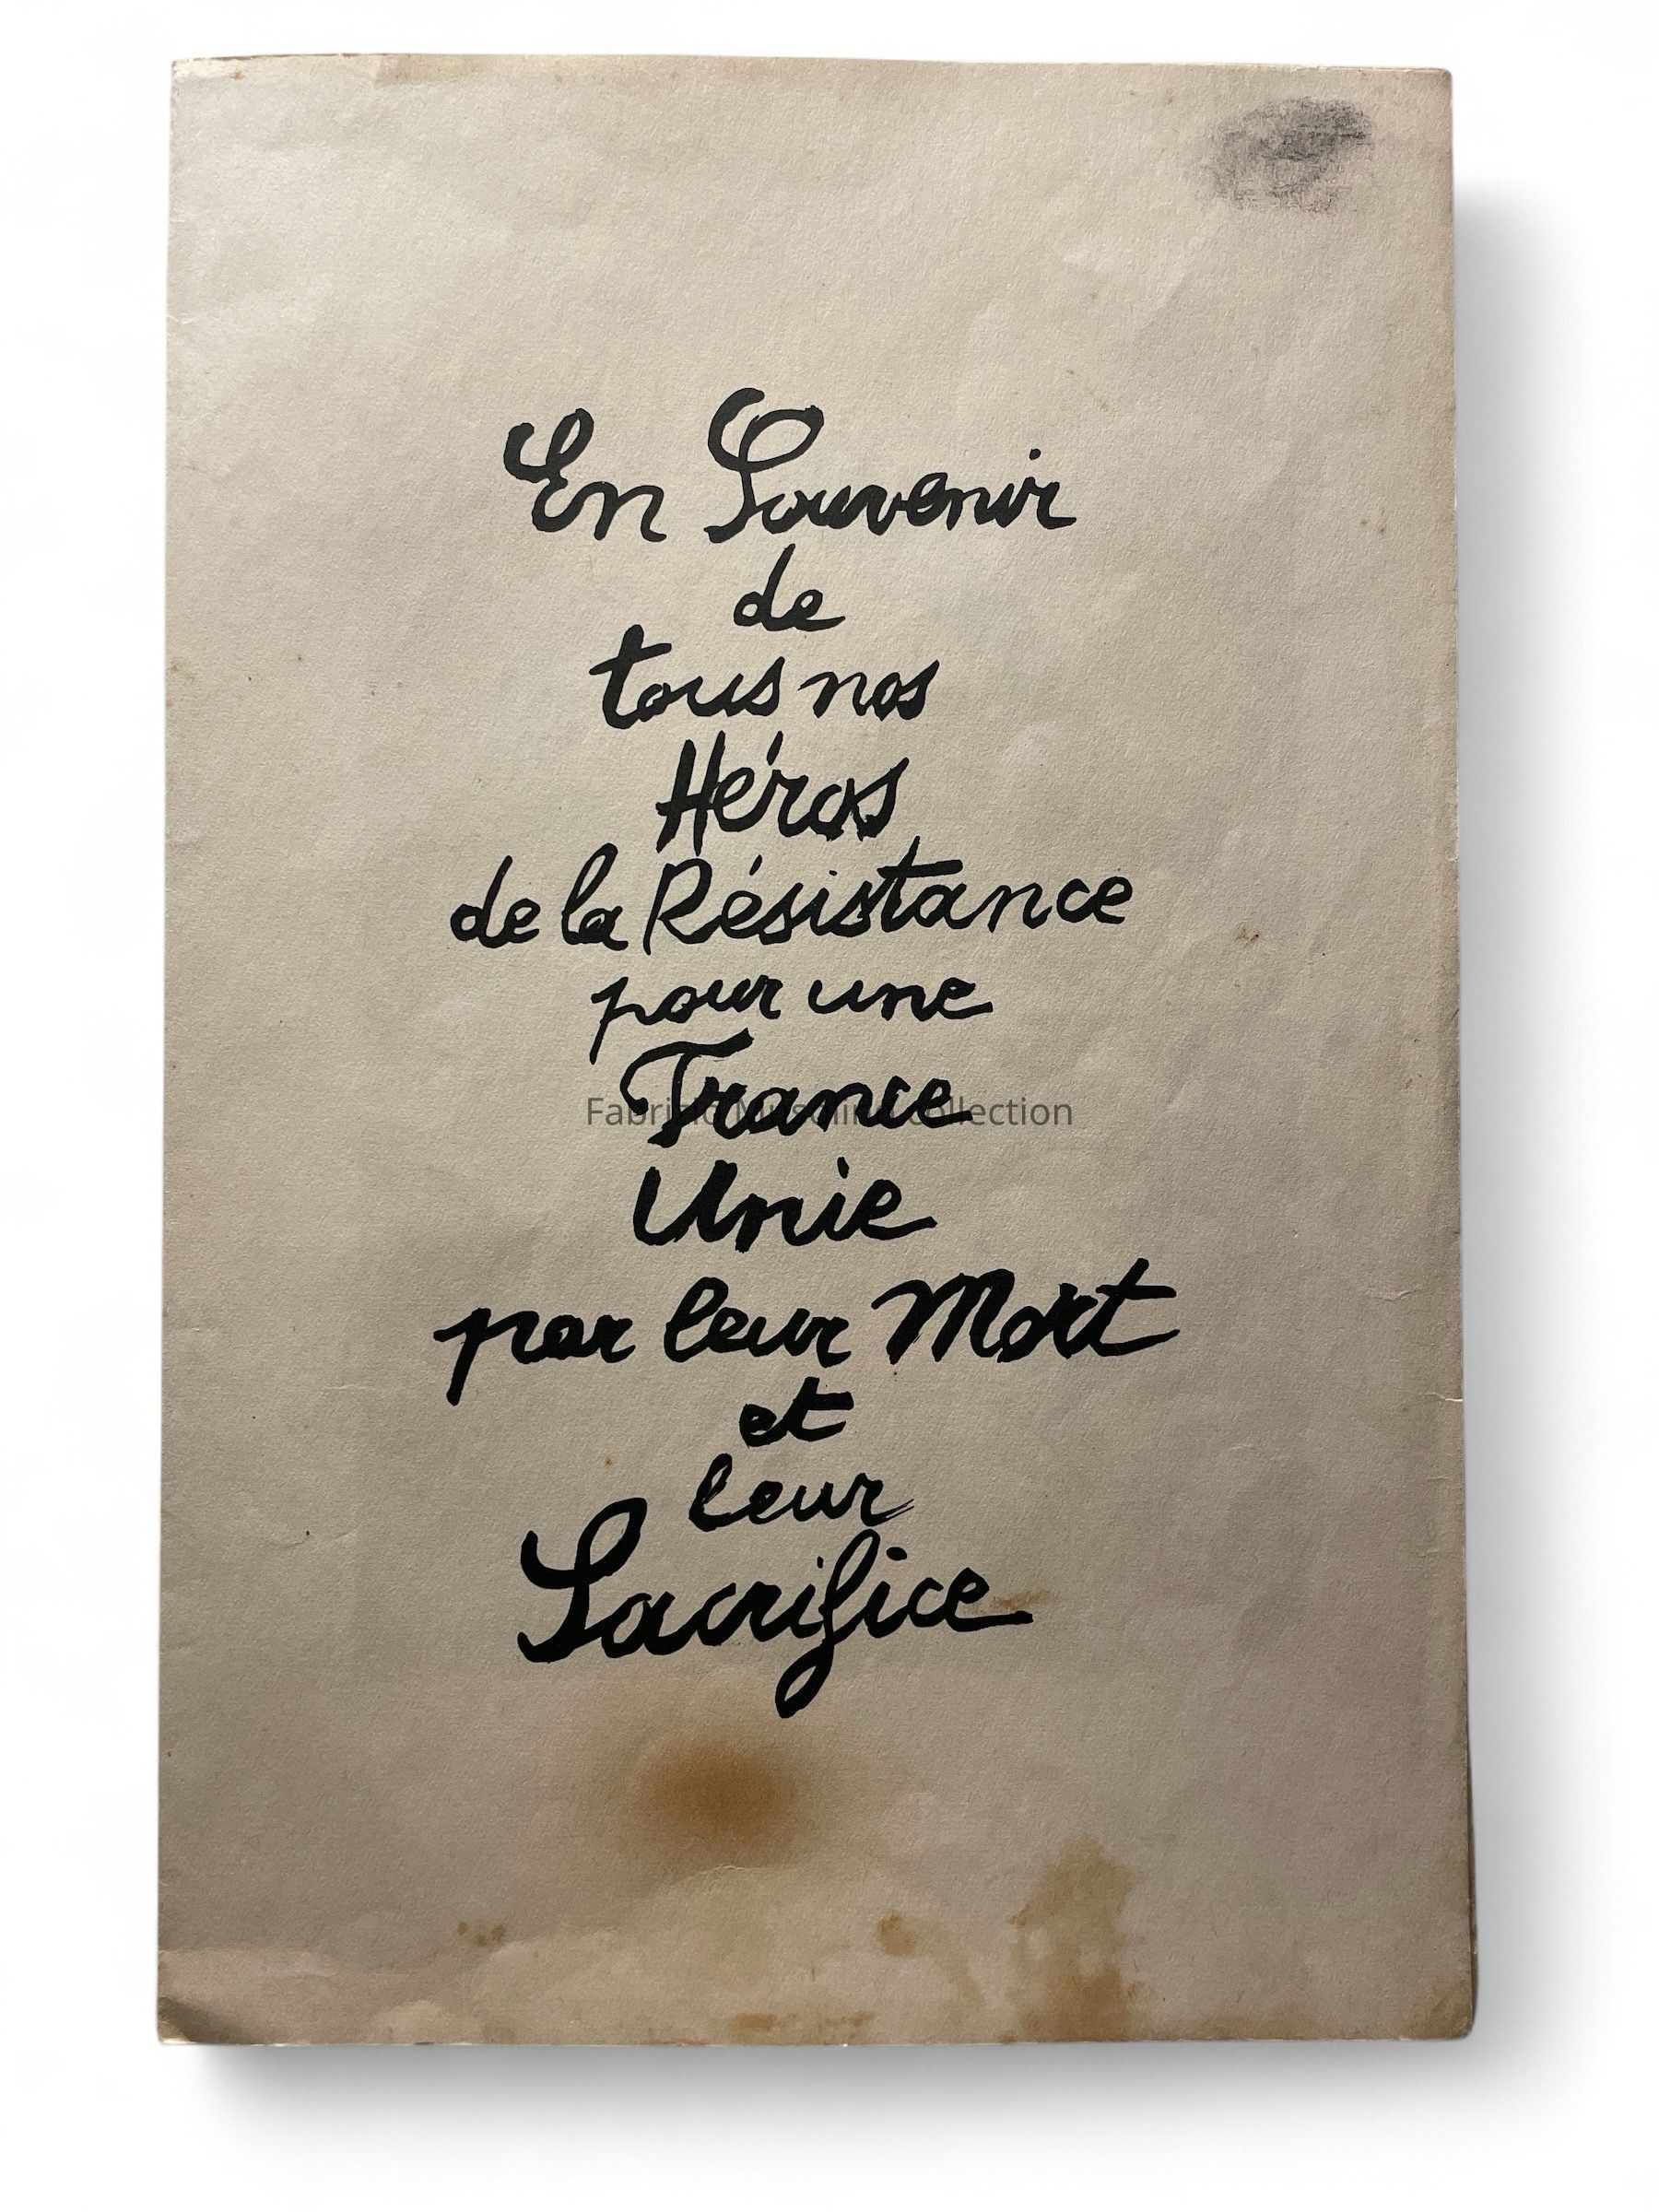 En Souvenir
de
tous nos
Héros
de la Résistance
pour une
France
Unie
par leur Mort
et
leur
Sacrifice